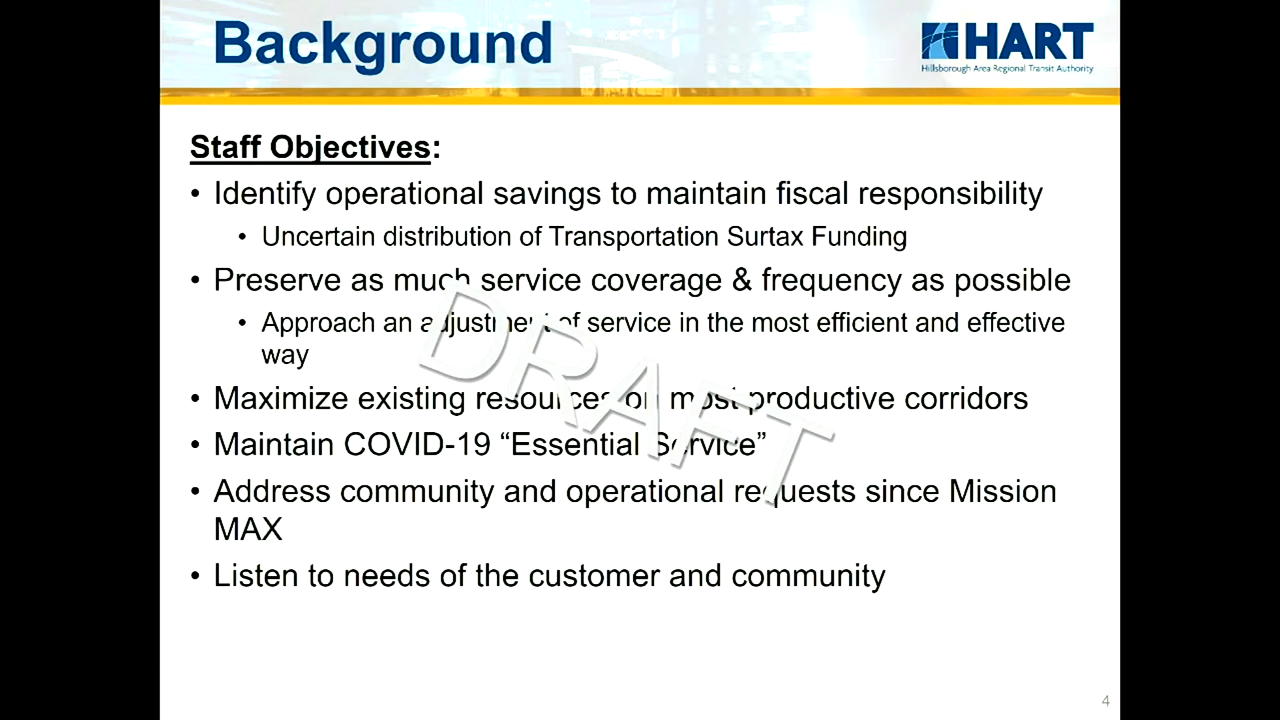 Background
HART
Hillsborough Area Regional Transit Authority
Staff Objectives:
• Identify operational savings to maintain fiscal responsibility
• Uncertain distribution of Transportation Surtax Funding
• Preserve as much service coverage & frequency as possible
• Approach an adjustment of service in the most efficient and effective
way
• Maximize existing resources on most productive corridors
• Maintain COVID-19 “Essential Service”
• Address community and operational requests since Mission
MAX
• Listen to needs of the customer and community
DRAFT
4